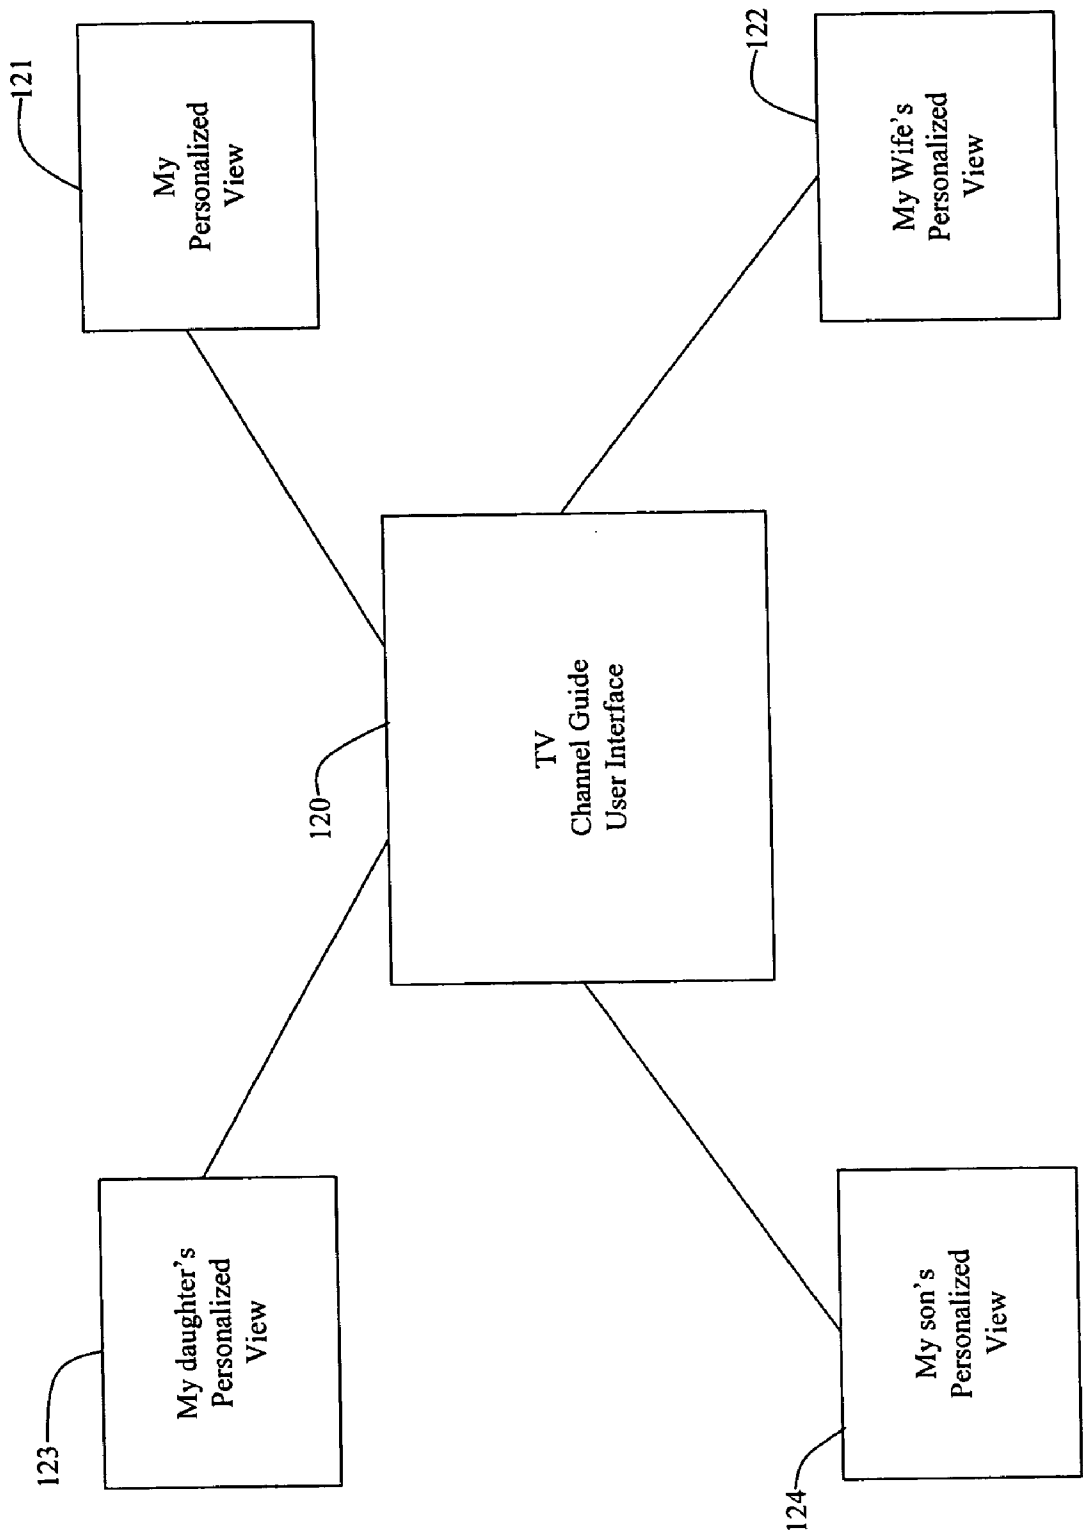 123
My daughter's
Personalized
View
121
My
Personalized
View
120
TV
Channel Guide
User Interface
124
My son's
Personalized
View
122
My Wife's
Personalized
View